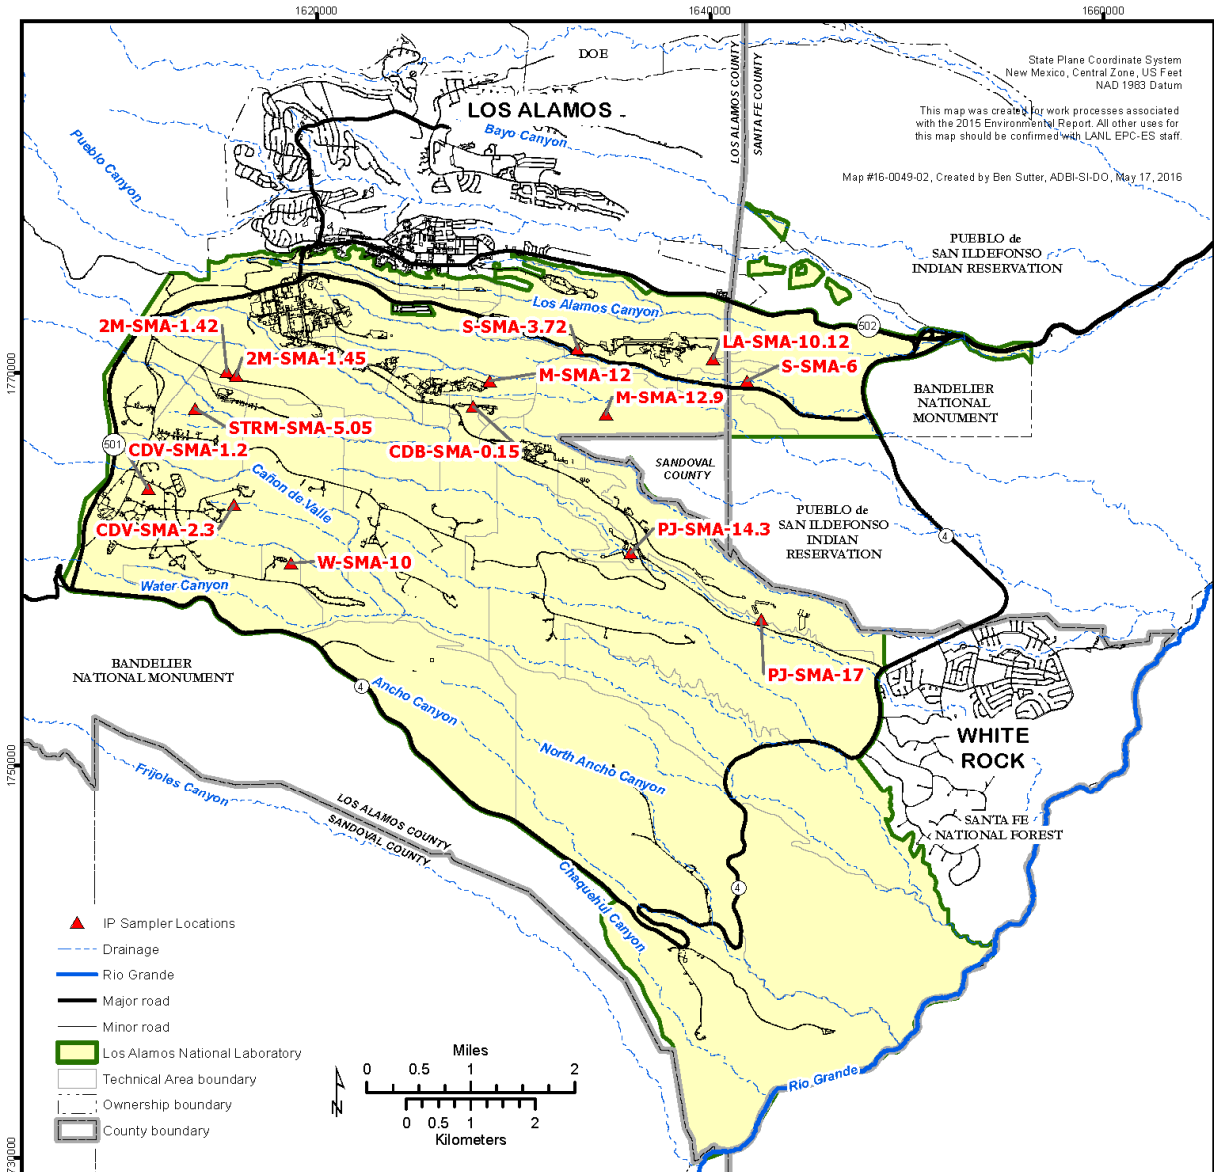 1620000
1640000
1660000
DOE
LOS ALAMOS COUNTY
SANTA FE COUNTY
State Plane Coordinate System
New Mexico, Central Zone, US Feet
NAD 1983 Datum
LOS ALAMOS
Bayo Canyon
This map was created for work processes associated
with the 2015 Environmental Report. All other uses for
this map should be confirmed with LANL EPC-ES staff.
Pueblo Canyon
Map #16-0049-02, Created by Ben Sutter, ADBI-SI-DO, May 17, 2016
PUEBLO de
SAN ILDEFONSO
INDIAN RESERVATION
Los Alamos Canyon
2M-SMA-1.42
S-SMA-3.72
502
LA-SMA-10.12
2M-SMA-1.45
M-SMA-12
S-SMA-6
1770000
M-SMA-12.9
BANDELIER
NATIONAL
MONUMENT
STRM-SMA-5.05
501
CDV-SMA-1.2
CDB-SMA-0.15
SANDOVAL
COUNTY
Cañon de Valle
CDV-SMA-2.3
PJ-SMA-14.3
PUEBLO de
SAN ILDEFONSO
INDIAN
RESERVATION
4
W-SMA-10
Water Canyon
BANDELIER
NATIONAL MONUMENT
PJ-SMA-17
4
Ancho Canyon
WHITE
ROCK
North Ancho Canyon
1750000
Frijoles Canyon
LOS ALAMOS COUNTY
SANDOVAL COUNTY
SANTA FE
NATIONAL FOREST
Chaquehui Canyon
4
IP Sampler Locations
Drainage
Rio Grande
Major road
Minor road
Los Alamos National Laboratory
Technical Area boundary
Ownership boundary
County boundary
Miles
0 0.5 1 2
0 0.5 1 2
Kilometers
N
Rio Grande
1730000